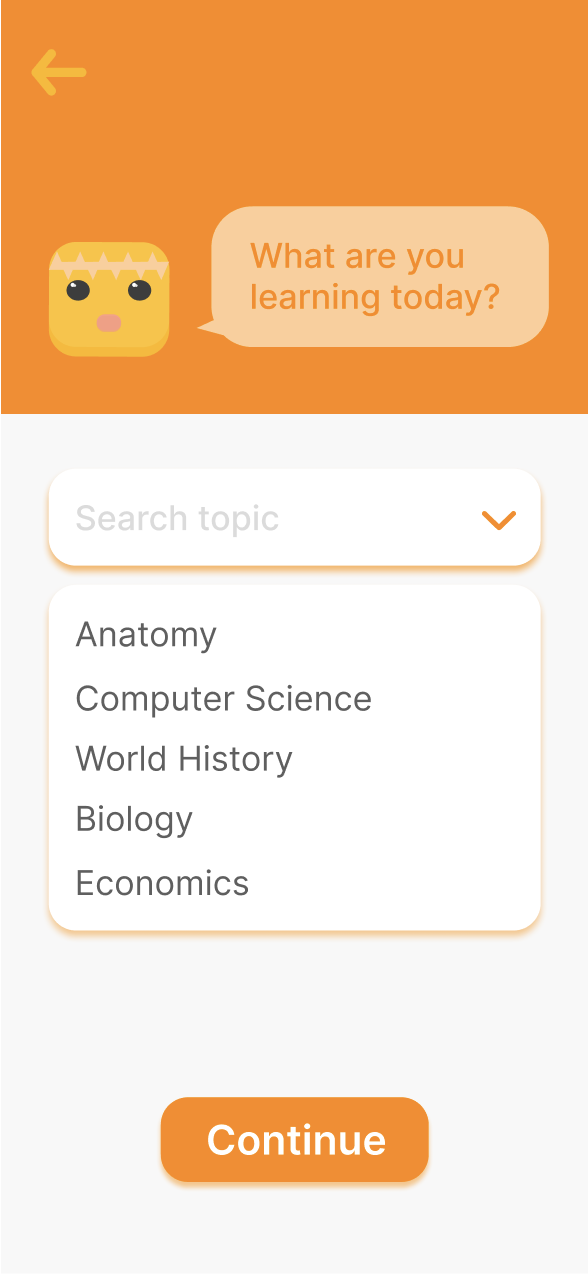 What are you
learning today?
Search topic
Anatomy
Computer Science
World History
Biology
Economics
Continue